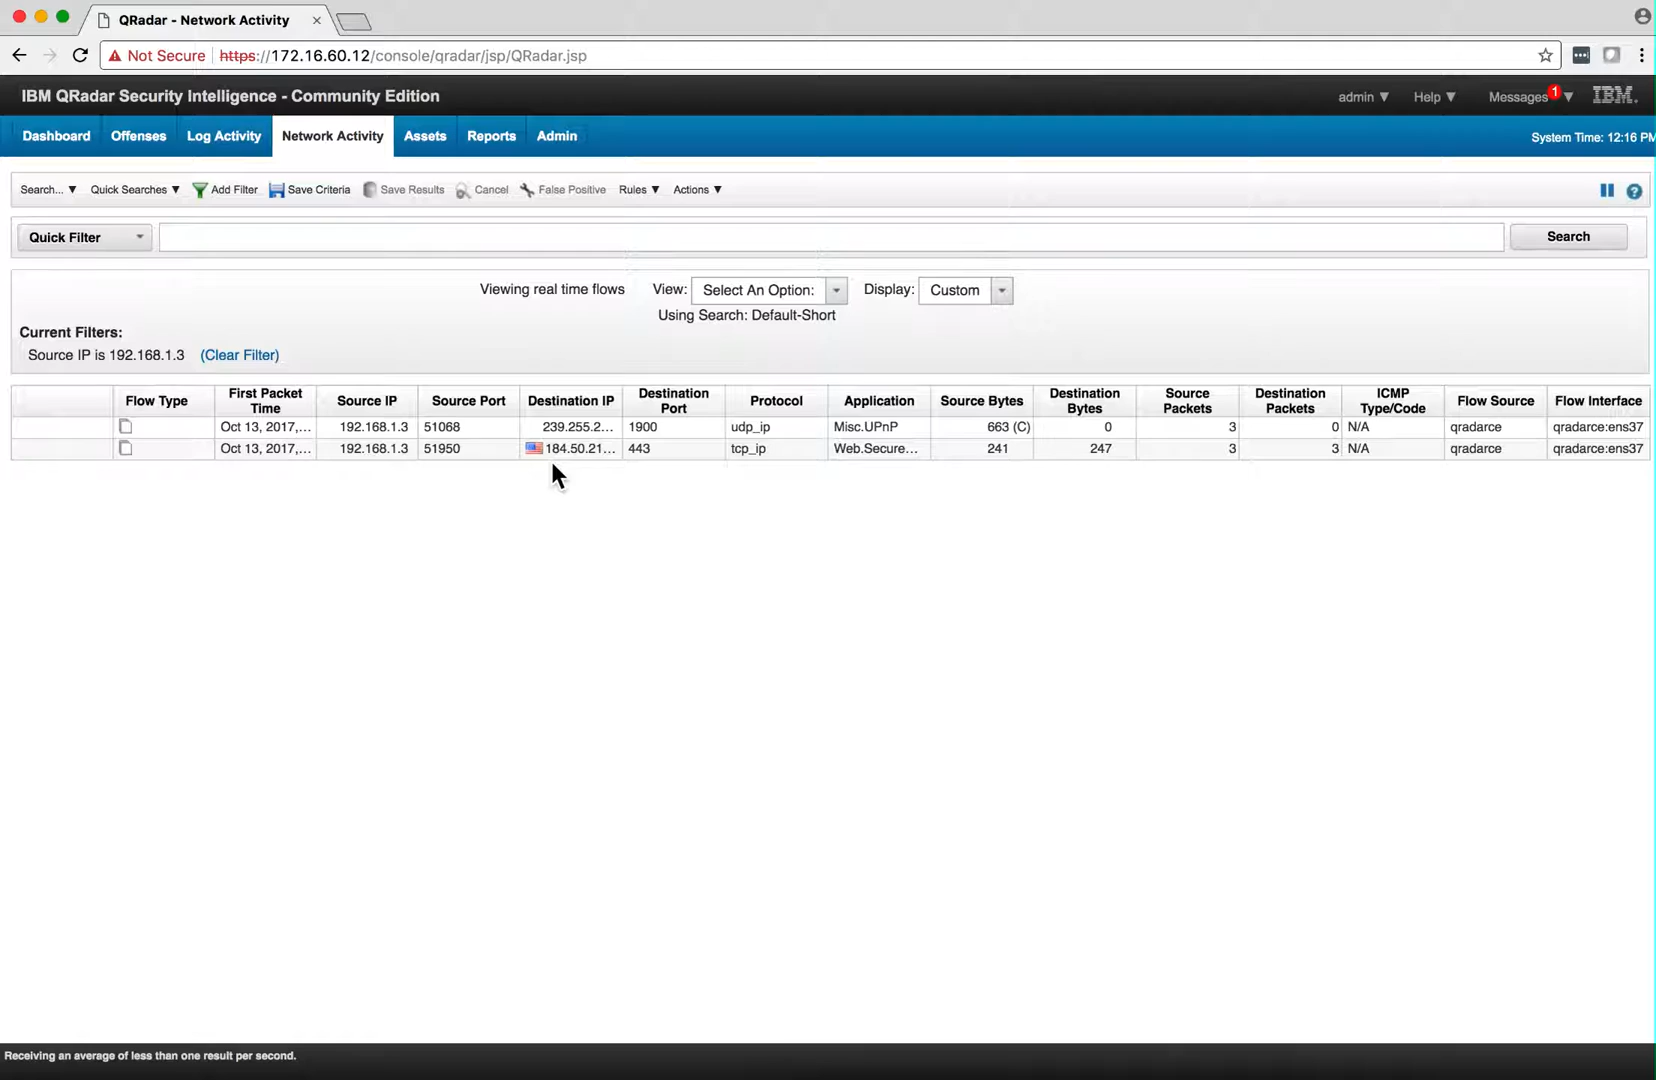 QRadar - Network Activity
Not Secure https://172.16.60.12/console/qradar/jsp/QRadar.jsp
IBM QRadar Security Intelligence - Community Edition
admin ▼ Help ▼ Messages 1 ▼ IBM.
Dashboard Offenses Log Activity Network Activity Assets Reports Admin System Time: 12:16 PM
Search... ▼ Quick Searches ▼ Add Filter Save Criteria Save Results Cancel False Positive Rules ▼ Actions ▼
Quick Filter Search
Viewing real time flows View: Select An Option: Display: Custom
Using Search: Default-Short
Current Filters:
Source IP is 192.168.1.3 (Clear Filter)
Flow Type First Packet Time Source IP Source Port Destination IP Destination Port Protocol Application Source Bytes Destination Bytes Source Packets Destination Packets ICMP Type/Code Flow Source Flow Interface
Oct 13, 2017,... 192.168.1.3 51068 239.255.2... 1900 udp_ip Misc.UPnP 663 (C) 0 3 0 N/A qradarce qradarce:ens37
Oct 13, 2017,... 192.168.1.3 51950 184.50.21... 443 tcp_ip Web.Secure... 241 247 3 3 N/A qradarce qradarce:ens37
Receiving an average of less than one result per second.